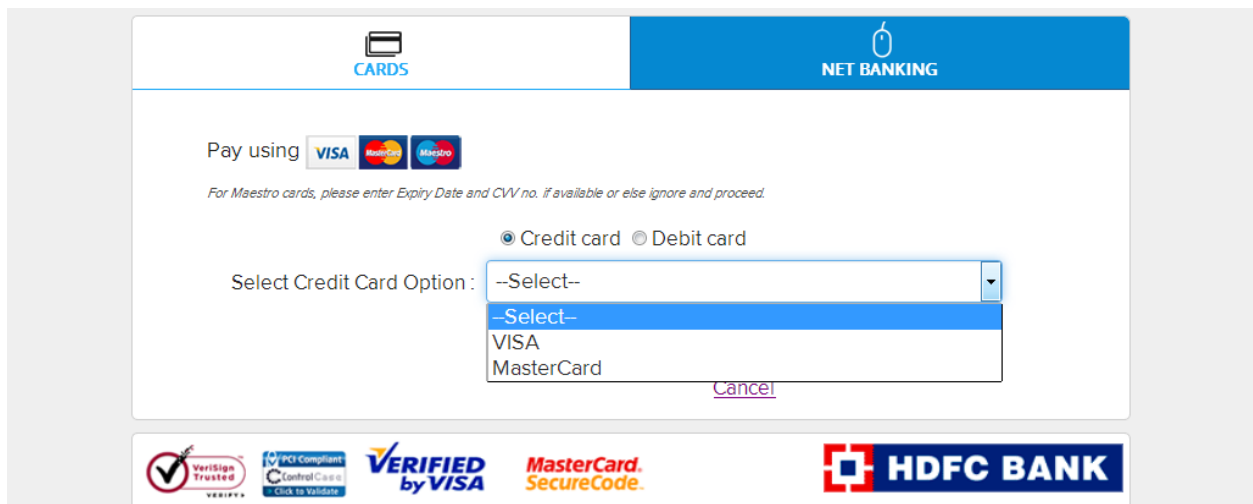 CARDS
NET BANKING
Pay using VISA MasterCard Maestro
For Maestro cards, please enter Expiry Date and CVV no. if available or else ignore and proceed.
Credit card Debit card
Select Credit Card Option : --Select--
--Select--
VISA
MasterCard
Cancel
VeriSign
Trusted
VERIFY
PCI Compliant
ControlCase
Click to Validate
VERIFIED
by VISA
MasterCard.
SecureCode.
HDFC BANK